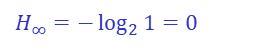 H∞ = − log₂ 1 = 0